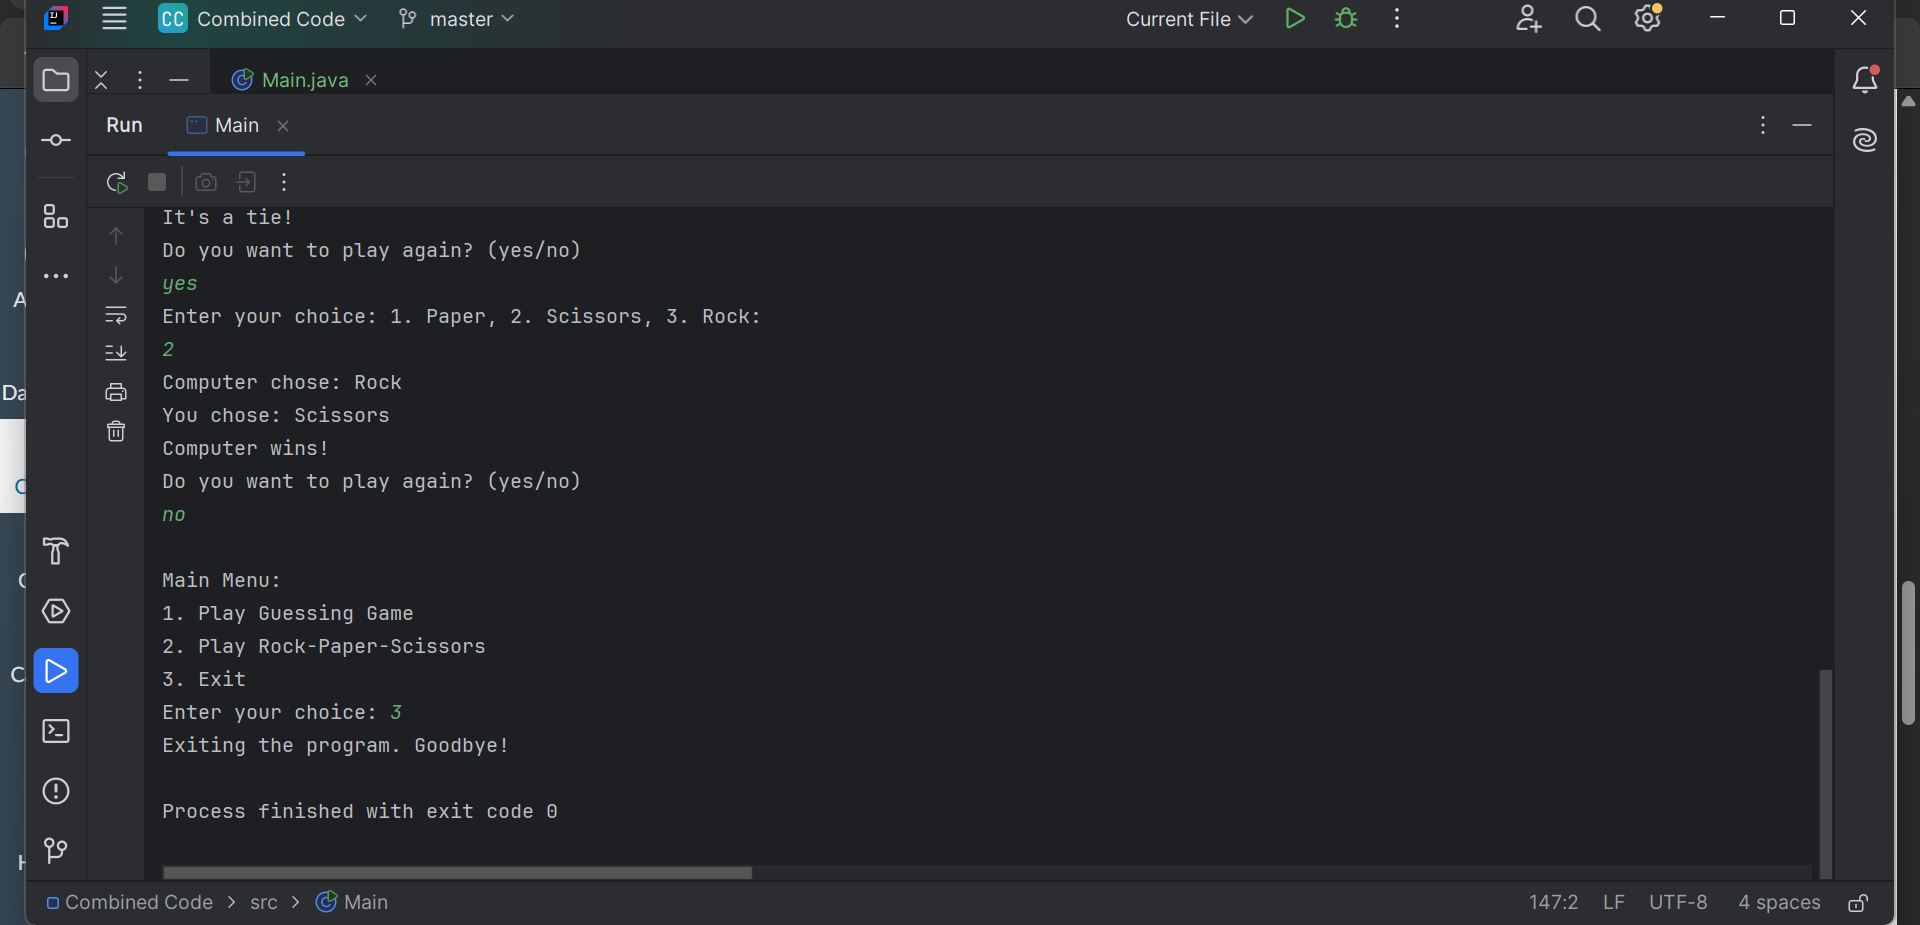 CC Combined Code master Current File
Main.java
Run Main
It's a tie!
Do you want to play again? (yes/no)
yes
Enter your choice: 1. Paper, 2. Scissors, 3. Rock:
2
Computer chose: Rock
You chose: Scissors
Computer wins!
Do you want to play again? (yes/no)
no
Main Menu:
1. Play Guessing Game
2. Play Rock-Paper-Scissors
3. Exit
Enter your choice: 3
Exiting the program. Goodbye!
Process finished with exit code 0
Combined Code > src > Main 147:2 LF UTF-8 4 spaces